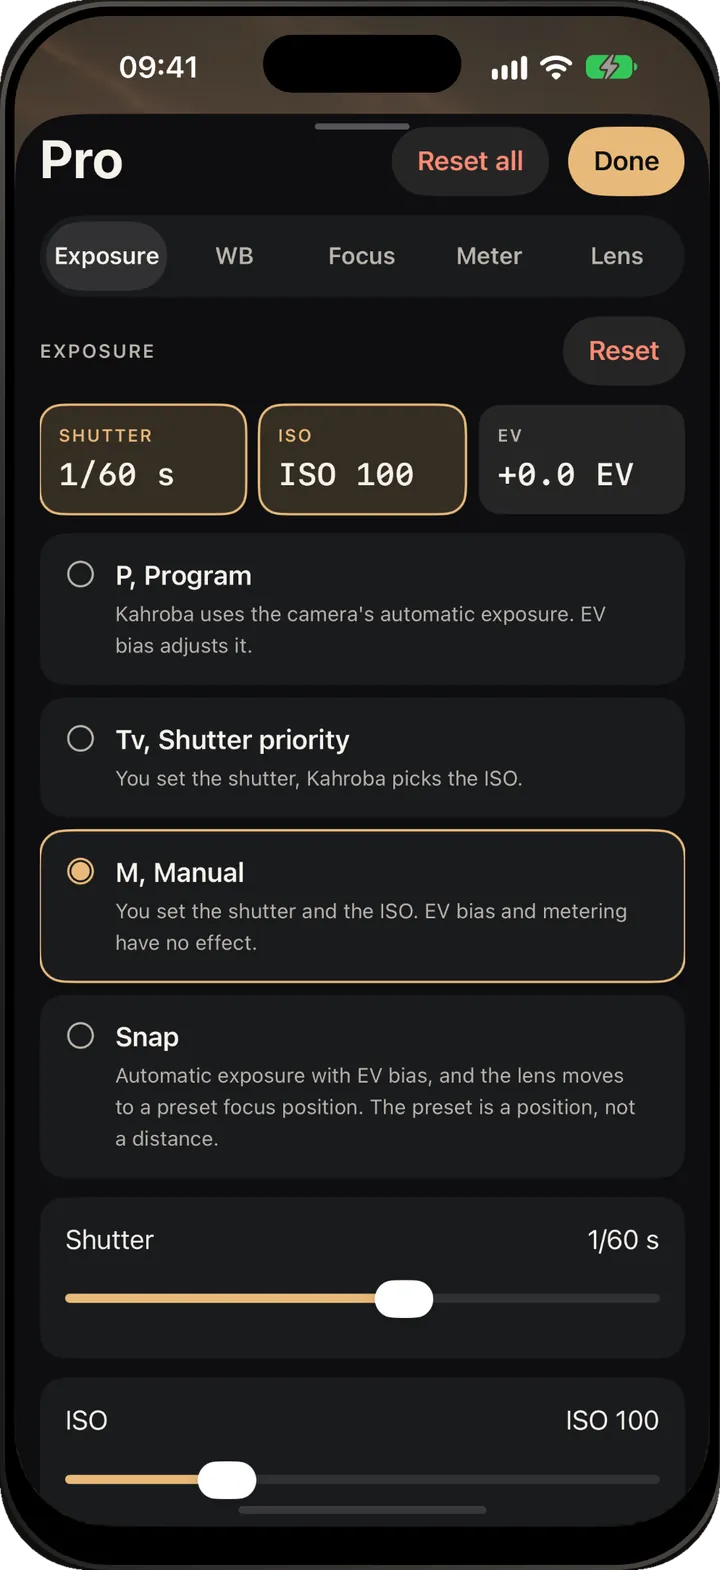 09:41
Pro
Reset all
Done
Exposure
WB
Focus
Meter
Lens
EXPOSURE
Reset
SHUTTER
1/60 s
ISO
ISO 100
EV
+0.0 EV
P, Program
Kahroba uses the camera's automatic exposure. EV
bias adjusts it.
Tv, Shutter priority
You set the shutter, Kahroba picks the ISO.
M, Manual
You set the shutter and the ISO. EV bias and metering
have no effect.
Snap
Automatic exposure with EV bias, and the lens moves
to a preset focus position. The preset is a position, not
a distance.
Shutter
1/60 s
ISO
ISO 100